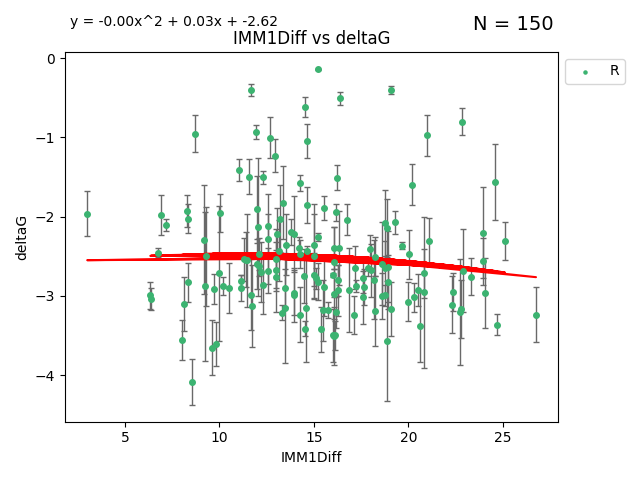 y = -0.00x^2 + 0.03x + -2.62
N = 150
IMM1Diff vs deltaG
R
deltaG
0
−1
−2
−3
−4
5 10 15 20 25
IMM1Diff